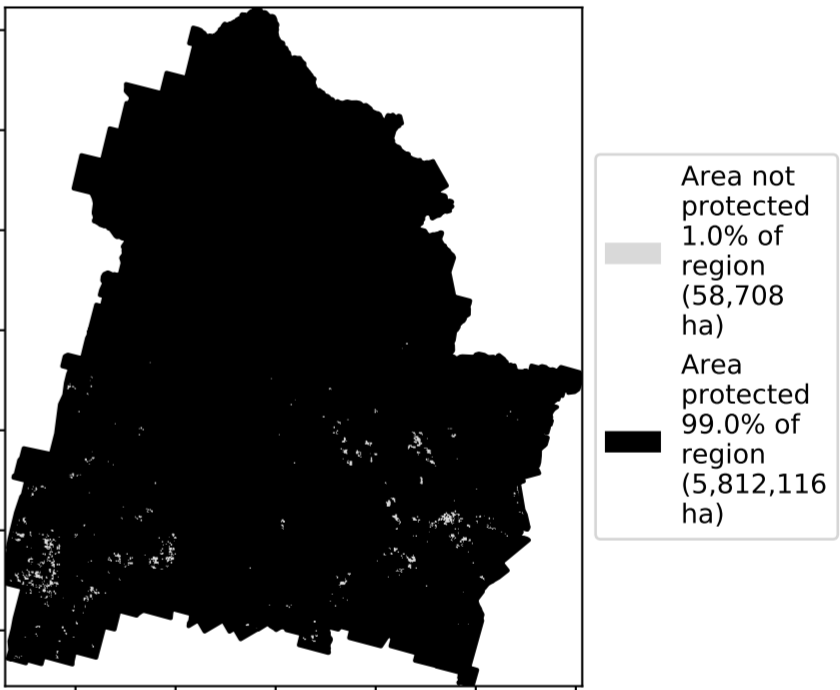 Area not
protected
1.0% of
region
(58,708
ha)
Area
protected
99.0% of
region
(5,812,116
ha)